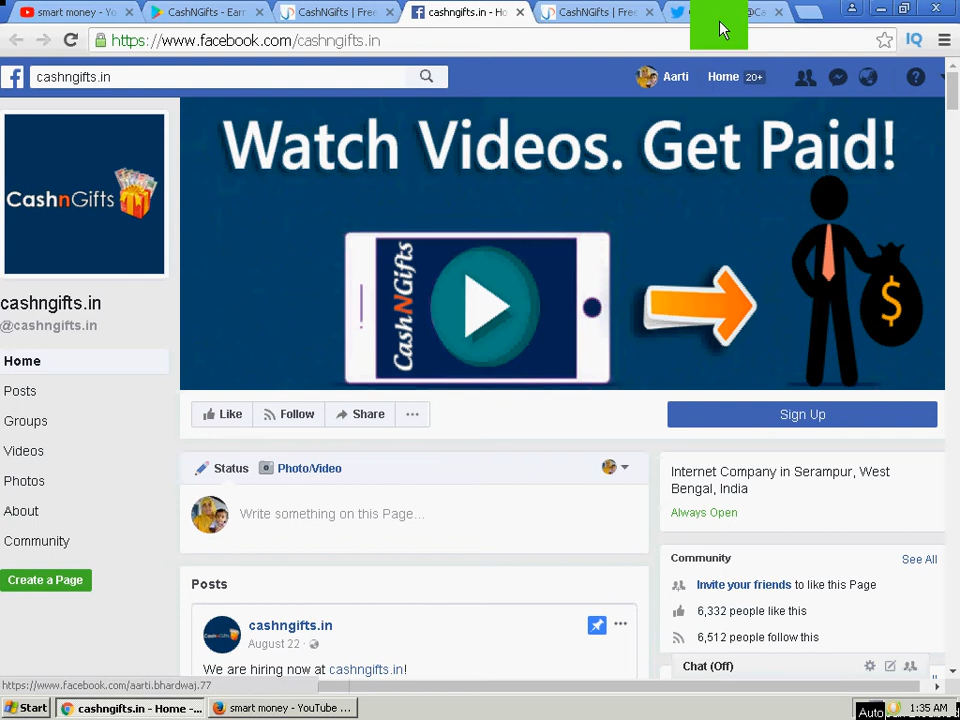 smart money - Yo
CashNGifts - Earn
CashNGifts | Free
cashngifts.in - Ho
CashNGifts | Free
https://www.facebook.com/cashngifts.in
IQ
cashngifts.in
Aarti
Home 20+
Watch Videos. Get Paid!
CashnGifts
CashNGifts
$
cashngifts.in
@cashngifts.in
Home
Posts
Groups
Videos
Photos
About
Community
Create a Page
Like
Follow
Share
Sign Up
Status
Photo/Video
Write something on this Page...
Internet Company in Serampur, West
Bengal, India
Always Open
Community
See All
Invite your friends to like this Page
6,332 people like this
6,512 people follow this
Posts
cashngifts.in
August 22
We are hiring now at cashngifts.in!
Chat (Off)
https://www.facebook.com/aarti.bhardwaj.77
Start
cashngifts.in - Home -...
smart money - YouTube ...
1:35 AM